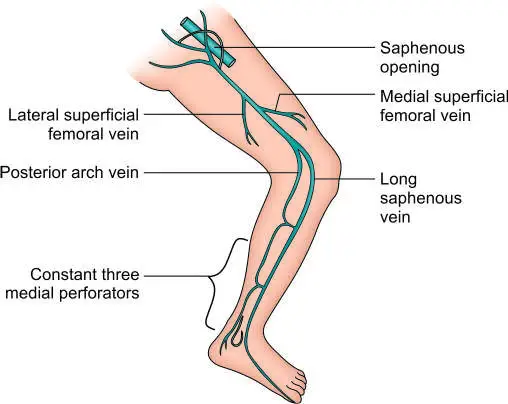 Saphenous
opening
Medial superficial
femoral vein
Lateral superficial
femoral vein
Posterior arch vein
Long
saphenous
vein
Constant three
medial perforators